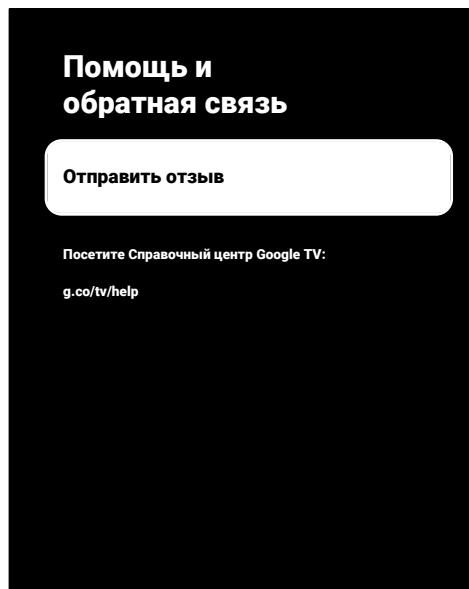 Помощь и
обратная связь
Отправить отзыв
Посетите Справочный центр Google TV:
g.co/tv/help